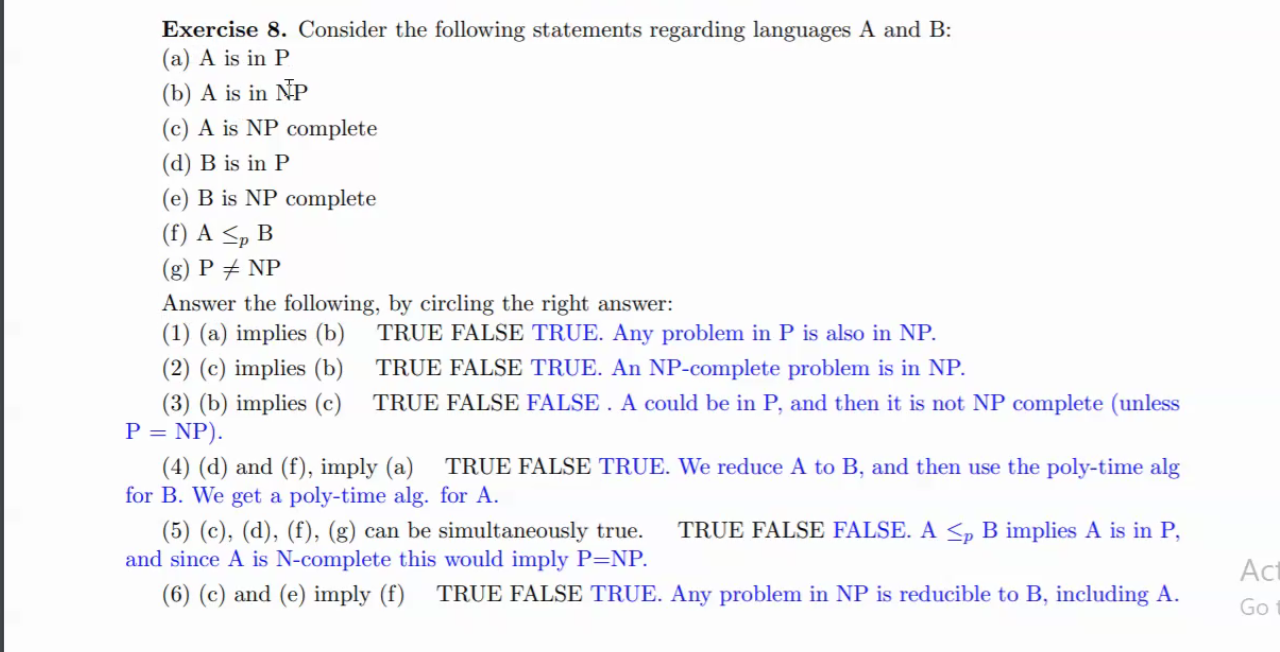 Exercise 8. Consider the following statements regarding languages A and B:
(a) A is in P
(b) A is in NP
(c) A is NP complete
(d) B is in P
(e) B is NP complete
(f) A ≤p B
(g) P ≠ NP
Answer the following, by circling the right answer:
(1) (a) implies (b) TRUE FALSE TRUE. Any problem in P is also in NP.
(2) (c) implies (b) TRUE FALSE TRUE. An NP-complete problem is in NP.
(3) (b) implies (c) TRUE FALSE FALSE . A could be in P, and then it is not NP complete (unless
P = NP).
(4) (d) and (f), imply (a) TRUE FALSE TRUE. We reduce A to B, and then use the poly-time alg
for B. We get a poly-time alg. for A.
(5) (c), (d), (f), (g) can be simultaneously true. TRUE FALSE FALSE. A ≤p B implies A is in P,
and since A is N-complete this would imply P=NP.
Act
(6) (c) and (e) imply (f) TRUE FALSE TRUE. Any problem in NP is reducible to B, including A.
Go t